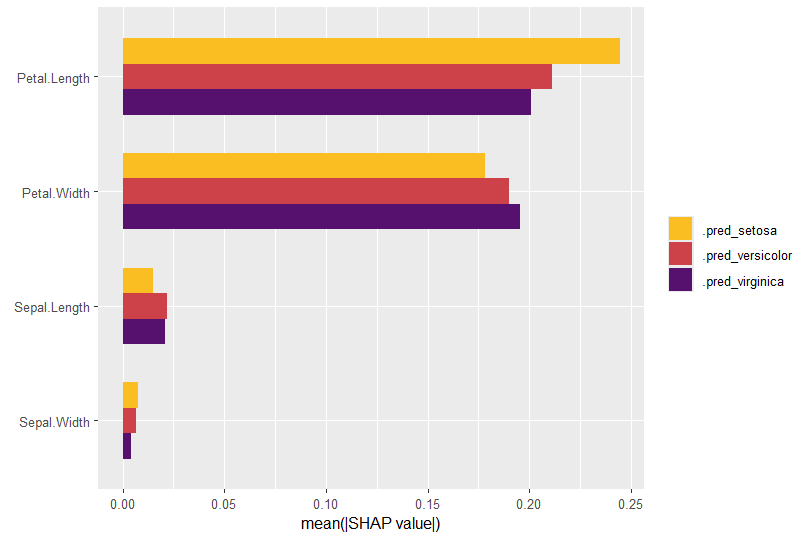 Petal.Length
Petal.Width
Sepal.Length
Sepal.Width
0.00 0.05 0.10 0.15 0.20 0.25
mean(|SHAP value|)
.pred_setosa
.pred_versicolor
.pred_virginica